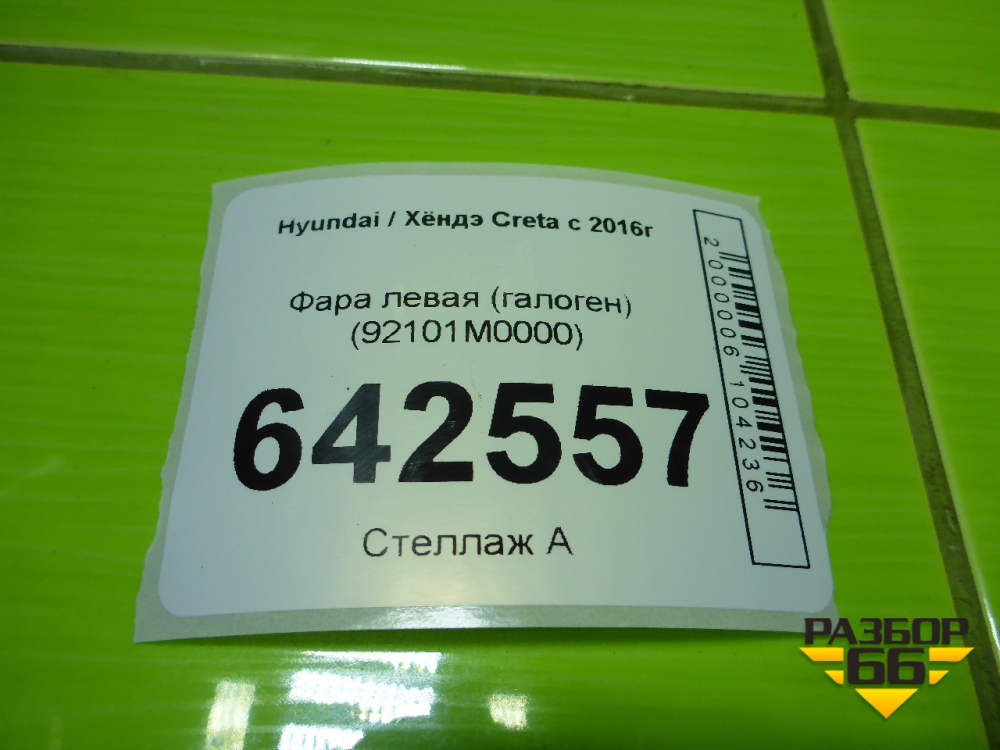 Hyundai / Хёндэ Creta с 2016г
Фара левая (галоген)
(92101M0000)
642557
Стеллаж А
2000006104236
РАЗБОР
66